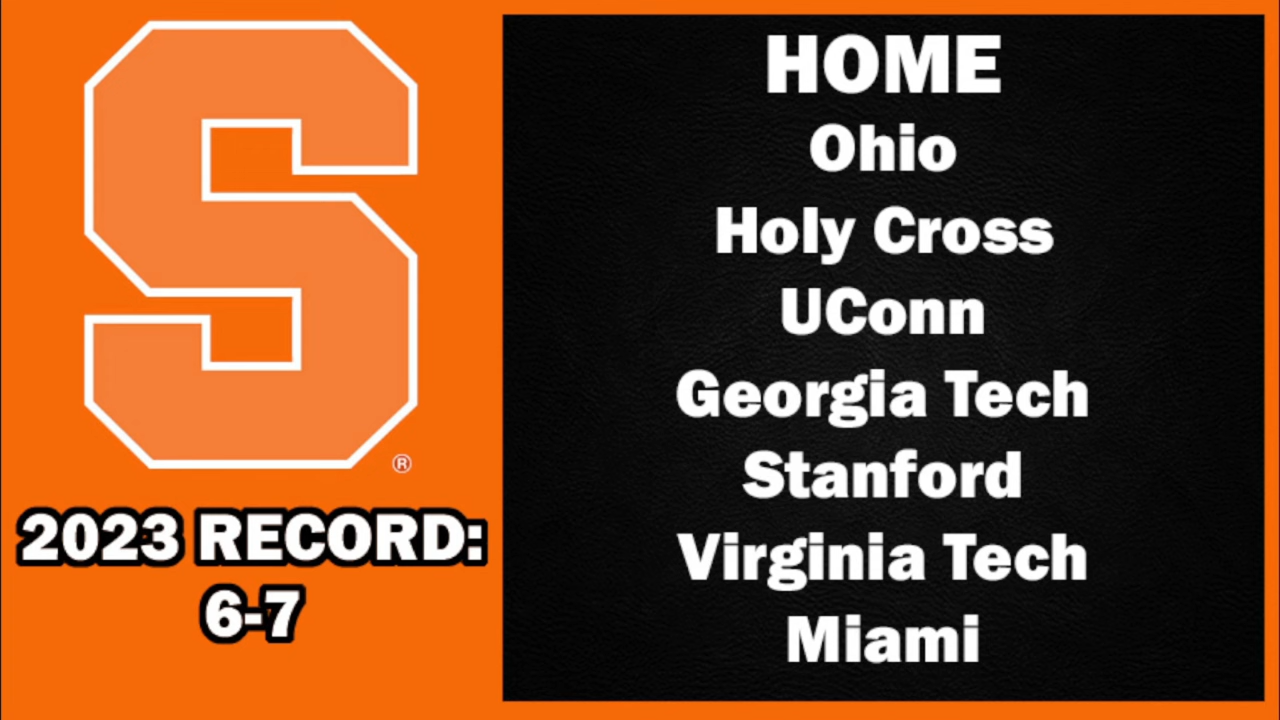 S
®
2023 RECORD:
6-7
HOME
Ohio
Holy Cross
UConn
Georgia Tech
Stanford
Virginia Tech
Miami